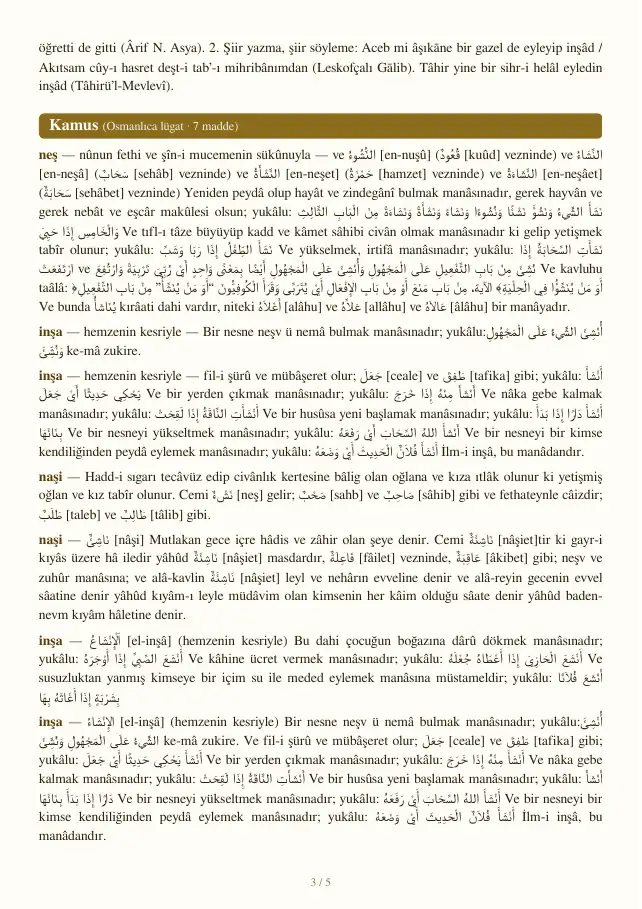 öğretti de gitti (Ârif N. Asya). 2. Şiir yazma, şiir söyleme: Aceb mi âşıkāne bir gazel de eyleyip inşâd /
Akıtsam cûy-ı hasret deşt-i tab'-ı mihribânımdan (Leskofçalı Gālib). Tâhir yine bir sihr-i helâl eyledin
inşâd (Tâhirü'l-Mevlevî).
Kamus (Osmanlıca lügat · 7 madde)
neş — nûnun fethi ve şîn-i mucemenin sükûnuyla — ve النُّشُوءُ [en-nuşû] (قُعُودٌ [kuûd] vezninde) ve النَّشَاءُ
[en-neşâ] (سَحَابٌ [sehâb] vezninde) ve النَّشْأَةُ [en-neşet] (حَمْزَةٌ [hamzet] vezninde) ve النَّشَاءَةُ [en-neşâet]
(سَحَابَةٌ [sehâbet] vezninde) Yeniden peydâ olup hayât ve zindegânî bulmak manâsınadır, gerek hayvân ve
gerek nebât ve eşcâr makûlesi olsun; yukâlu: نَشَأَ الشَّيْءُ وَنَشُؤَ نَشْئًا وَنُشُوءًا وَنَشَاءً وَنَشْأَةً وَنَشَاءَةً مِنَ الْبَابِ الثَّالِثِ
وَالْخَامِسِ إِذَا حَيِيَ Ve tıfl-ı tâze büyüyüp kadd ve kâmet sâhibi civân olmak manâsınadır ki gelip yetişmek
tabîr olunur; yukâlu: نَشَأَ الطِّفْلُ إِذَا رَبَا وَشَبَّ Ve yükselmek, irtifâ manâsınadır; yukâlu: نَشَأَتِ السَّحَابَةُ إِذَا
ارْتَفَعَتْ ve نُشِئَ مِنْ بَابِ التَّفْعِيلِ عَلَى الْمَجْهُولِ وَأُنْشِئَ عَلَى الْمَجْهُولِ أَيْضًا بِمَعْنًى وَاحِدٍ أَيْ رُبِّيَ تَرْبِيَةً وَارْتَفَعَ Ve kavluhu
taâlâ: ﴿أَوَ مَنْ يُنَشَّؤُا فِي الْحِلْيَةِ﴾ الآية، مِنْ بَابِ مَنَعَ أَوْ مِنْ بَابِ الْإِفْعَالِ أَيْ يُتَرَبَّى وَقَرَأَ الْكُوفِيُّونَ "أَوَ مَنْ يُنَشَّأُ" مِنْ بَابِ التَّفْعِيلِ
Ve bunda يُنَاشَأُ kırâati dahi vardır, niteki أَعْلَاهُ [alâhu] ve عَلَّاهُ [allâhu] ve عَالَاهُ [âlâhu] bir manâyadır.
inşa — hemzenin kesriyle — Bir nesne neşv ü nemâ bulmak manâsınadır; yukâlu:أُنْشِئَ الشَّيْءُ عَلَى الْمَجْهُولِ
وَنُشِّئَ ke-mâ zukire.
inşa — hemzenin kesriyle — fil-i şürû ve mübâşeret olur; جَعَلَ [ceale] ve طَفِقَ [tafika] gibi; yukâlu: أَنْشَأَ
يَحْكِي حَدِيثًا أَيْ جَعَلَ Ve bir yerden çıkmak manâsınadır; yukâlu: أَنْشَأَ مِنْهُ إِذَا خَرَجَ Ve nâka gebe kalmak
manâsınadır; yukâlu: أَنْشَأَتِ النَّاقَةُ إِذَا لَقِحَتْ Ve bir husûsa yeni başlamak manâsınadır; yukâlu: أَنْشَأَ دَارًا إِذَا بَدَأَ
بِنَائَهَا Ve bir nesneyi yükseltmek manâsınadır; yukâlu: أَنْشَأَ اللهُ السَّحَابَ أَيْ رَفَعَهُ Ve bir nesneyi bir kimse
kendiliğinden peydâ eylemek manâsınadır; yukâlu: أَنْشَأَ فُلَانٌ الْحَدِيثَ أَيْ وَضَعَهُ İlm-i inşâ, bu manâdandır.
naşi — Hadd-i sıgarı tecâvüz edip civânlık kertesine bâlig olan oğlana ve kıza ıtlâk olunur ki yetişmiş
oğlan ve kız tabîr olunur. Cemi نَشْءٌ [neş] gelir; صَحْبٌ [sahb] ve صَاحِبٌ [sâhib] gibi ve fethateynle câizdir;
طَلَبٌ [taleb] ve طَالِبٌ [tâlib] gibi.
naşi — نَاشِئٌ [nâşi] Mutlakan gece içre hâdis ve zâhir olan şeye denir. Cemi نَاشِئَةٌ [nâşiet]tir ki gayr-i
kıyâs üzere hâ iledir yâhûd نَاشِئَةٌ [nâşiet] masdardır, فَاعِلَةٌ [fâilet] vezninde, عَاقِبَةٌ [âkibet] gibi; neşv ve
zuhûr manâsına; ve alâ-kavlin نَاشِئَةٌ [nâşiet] leyl ve nehârın evveline denir ve alâ-reyin gecenin evvel
sâatine denir yâhûd kıyâm-ı leyle müdâvim olan kimsenin her kâim olduğu sâate denir yâhûd baden-
nevm kıyâm hâletine denir.
inşa — اَلْإِنْشَاعُ [el-inşâ] (hemzenin kesriyle) Bu dahi çocuğun boğazına dârû dökmek manâsınadır;
yukâlu: أَنْشَعَ الصَّبِيَّ إِذَا أَوْجَرَهُ Ve kâhine ücret vermek manâsınadır; yukâlu: أَنْشَعَ الْحَازِيَ إِذَا أَعْطَاهُ جُعْلَهُ Ve
susuzluktan yanmış kimseye bir içim su ile meded eylemek manâsına müstameldir; yukâlu: أَنْشَعَ فُلَانًا
بِشَرْبَةٍ إِذَا أَغَاثَهُ بِهَا
inşa — اَلْإِنْشَاءُ [el-inşâ] (hemzenin kesriyle) Bir nesne neşv ü nemâ bulmak manâsınadır; yukâlu:أُنْشِئَ
الشَّيْءُ عَلَى الْمَجْهُولِ وَنُشِّئَ ke-mâ zukire. Ve fil-i şürû ve mübâşeret olur; جَعَلَ [ceale] ve طَفِقَ [tafika] gibi;
yukâlu: أَنْشَأَ يَحْكِي حَدِيثًا أَيْ جَعَلَ Ve bir yerden çıkmak manâsınadır; yukâlu: أَنْشَأَ مِنْهُ إِذَا خَرَجَ Ve nâka gebe
kalmak manâsınadır; yukâlu: أَنْشَأَتِ النَّاقَةُ إِذَا لَقِحَتْ Ve bir husûsa yeni başlamak manâsınadır; yukâlu: أَنْشَأَ
دَارًا إِذَا بَدَأَ بِنَائَهَا Ve bir nesneyi yükseltmek manâsınadır; yukâlu: أَنْشَأَ اللهُ السَّحَابَ أَيْ رَفَعَهُ Ve bir nesneyi bir
kimse kendiliğinden peydâ eylemek manâsınadır; yukâlu: أَنْشَأَ فُلَانٌ الْحَدِيثَ أَيْ وَضَعَهُ İlm-i inşâ, bu
manâdandır.
3 / 5